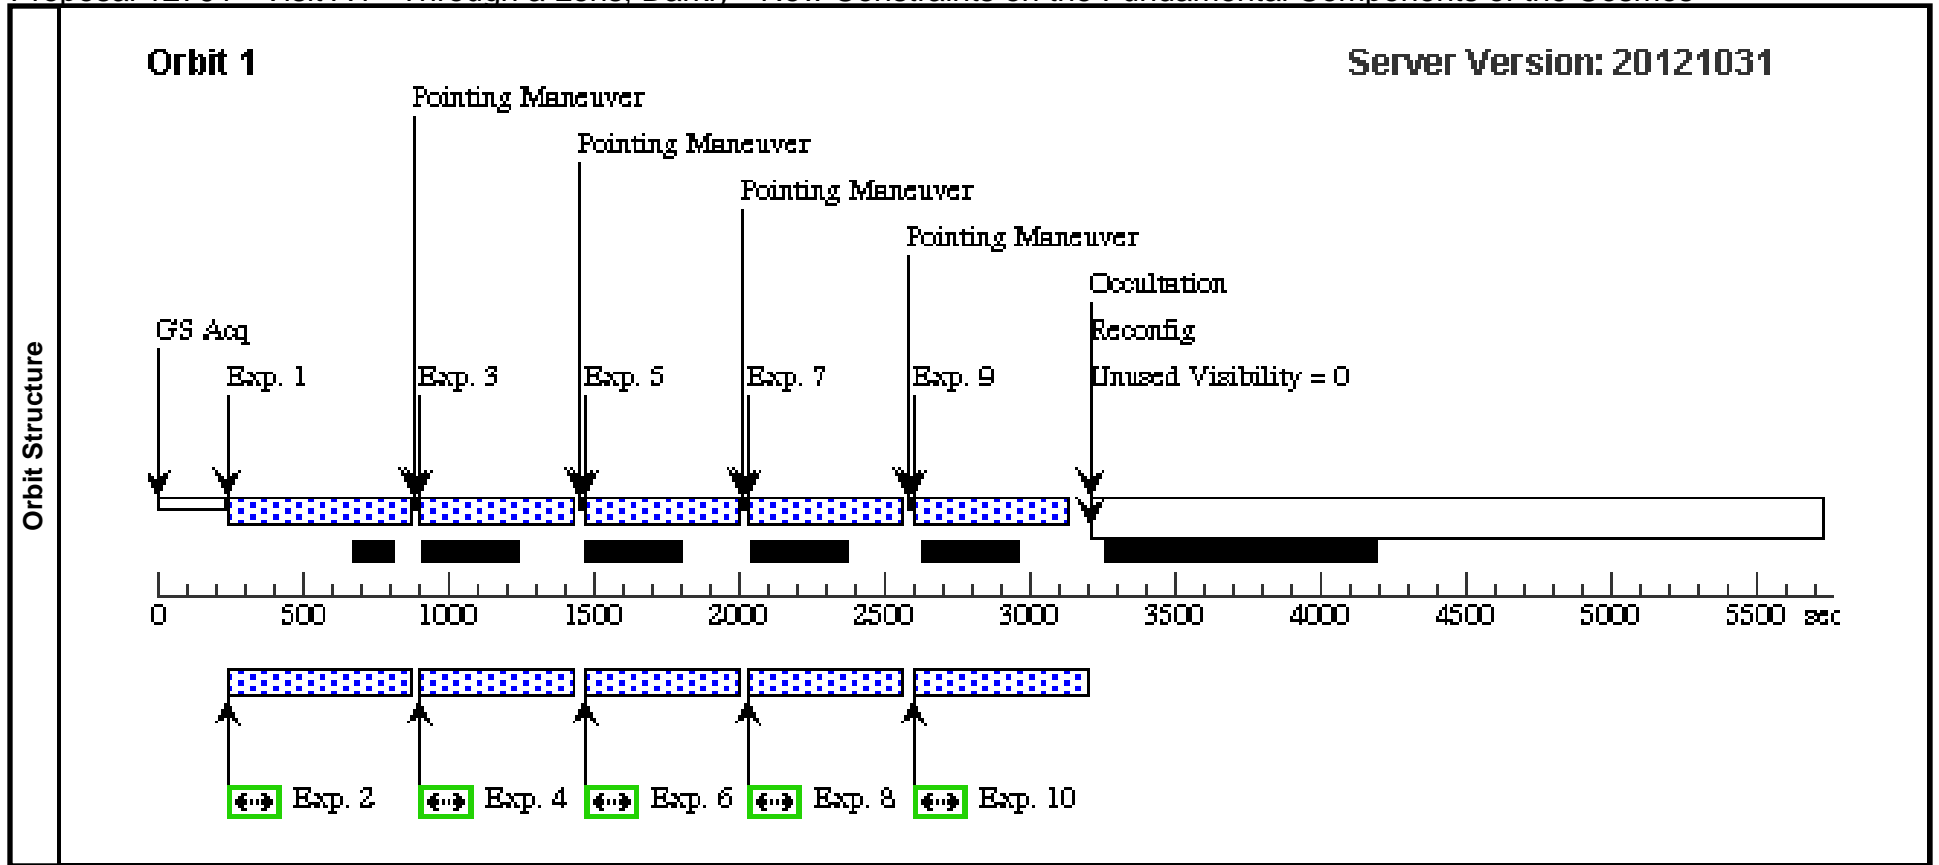 Orbit 1
Server Version: 20121031
Pointing Maneuver
Pointing Maneuver
Pointing Maneuver
Pointing Maneuver
Occultation
GS Acq
Reconfig
Exp. 1
Exp. 3
Exp. 5
Exp. 7
Exp. 9
Unused Visibility = 0
Orbit Structure
0 500 1000 1500 2000 2500 3000 3500 4000 4500 5000 5500 sec
Exp. 2
Exp. 4
Exp. 6
Exp. 8
Exp. 10